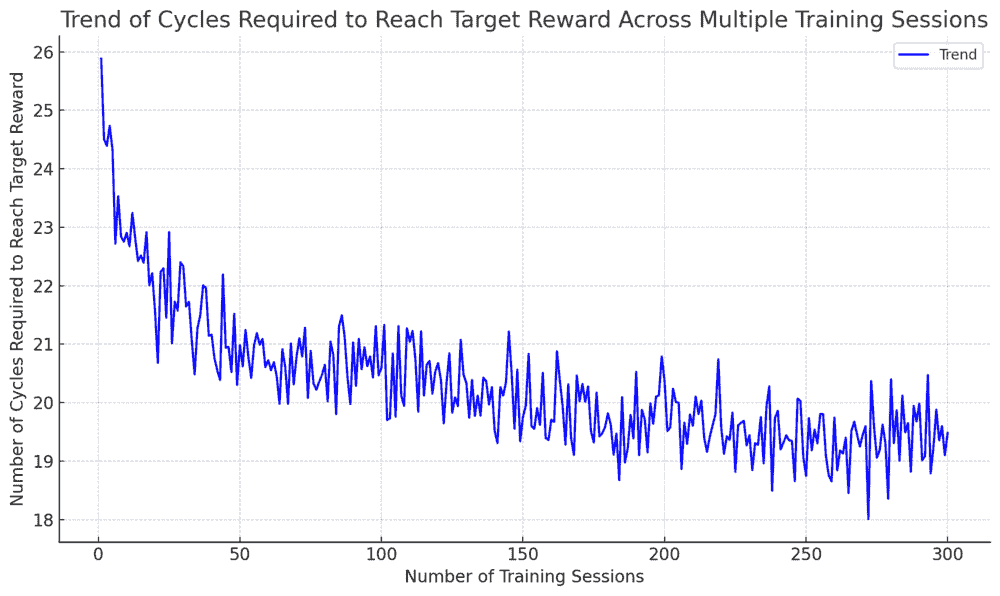 Trend of Cycles Required to Reach Target Reward Across Multiple Training Sessions
Trend
Number of Cycles Required to Reach Target Reward
26
25
24
23
22
21
20
19
18
0 50 100 150 200 250 300
Number of Training Sessions